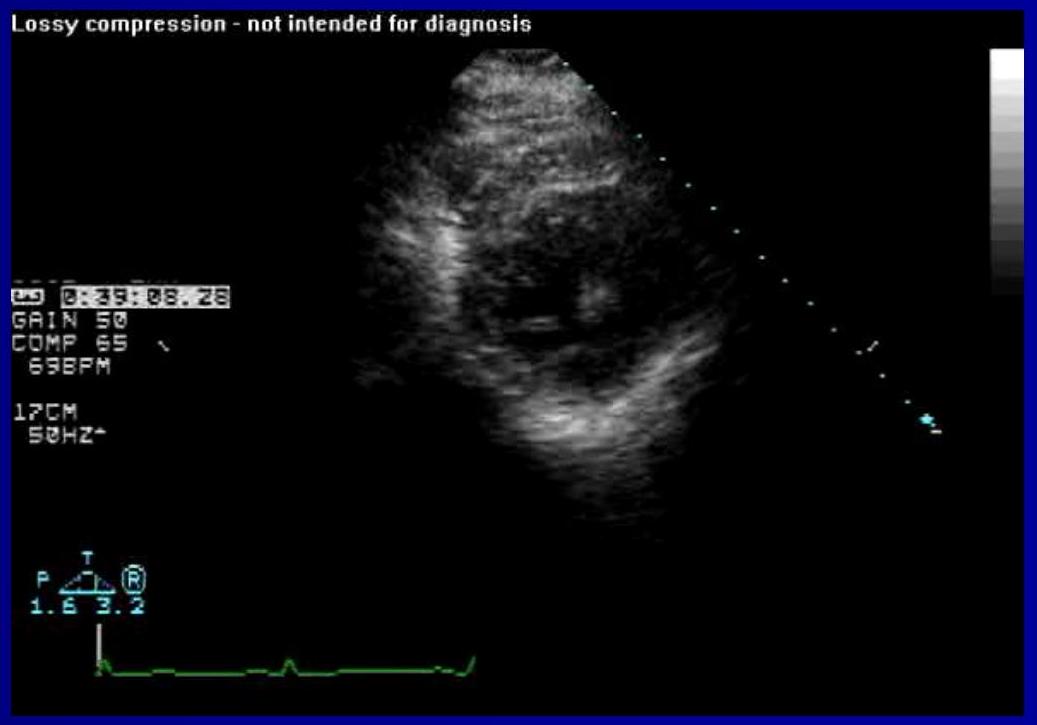 Lossy compression - not intended for diagnosis
0:39:08:28
GAIN 50
COMP 65
69BPM
17CM
50HZ
T
P R
1.6 3.2